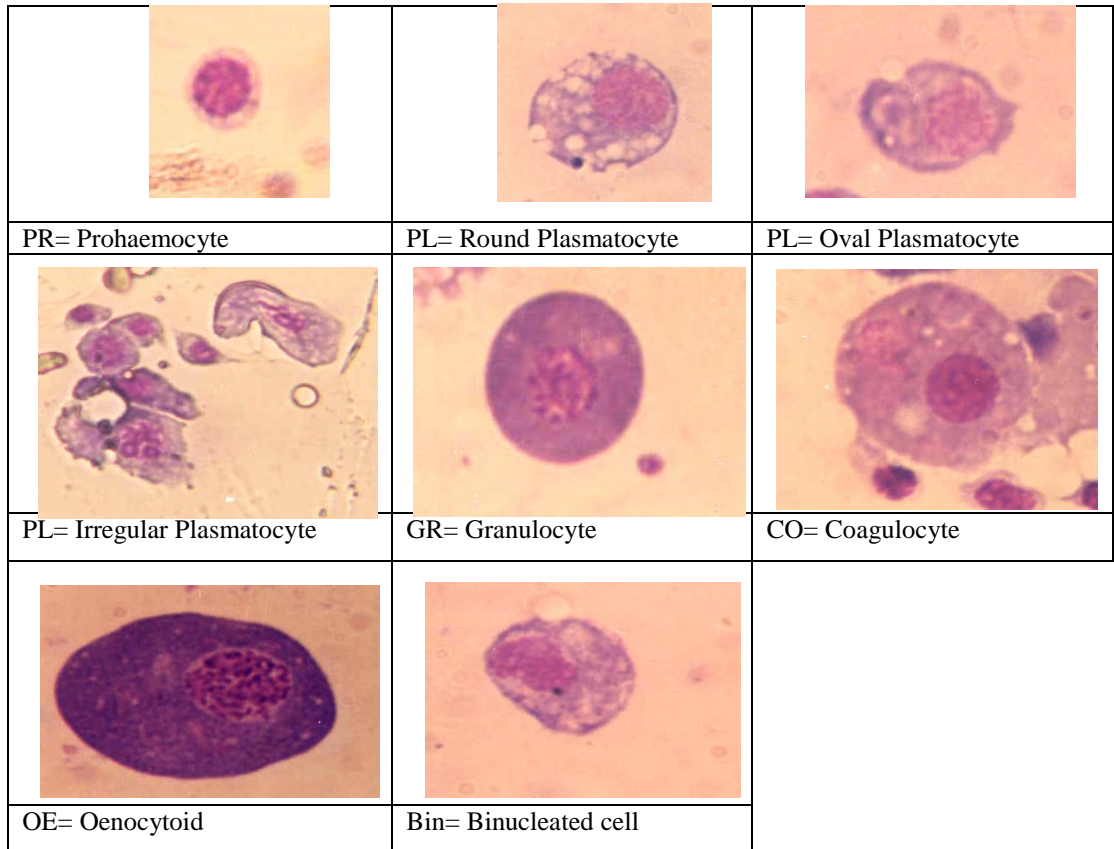 PR= Prohaemocyte
PL= Round Plasmatocyte
PL= Oval Plasmatocyte
PL= Irregular Plasmatocyte
GR= Granulocyte
CO= Coagulocyte
OE= Oenocytoid
Bin= Binucleated cell